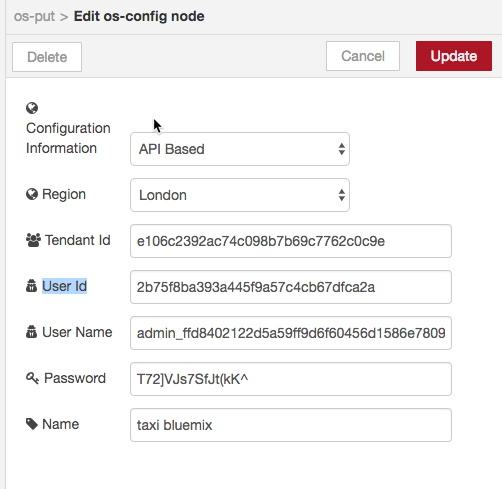 os-put > Edit os-config node
Delete Cancel Update
Configuration
Information API Based
Region London
Tendant Id e106c2392ac74c098b7b69c7762c0c9e
User Id 2b75f8ba393a445f9a57c4cb67dfca2a
User Name admin_ffd8402122d5a59ff9d6f60456d1586e7809
Password T72]VJs7SfJt(kK^
Name taxi bluemix